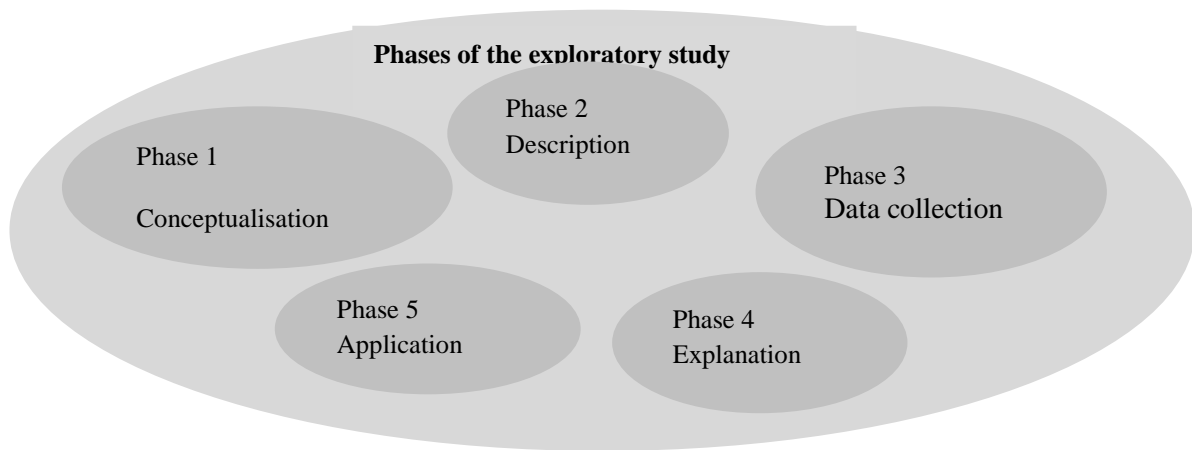 Phases of the exploratory study
Phase 1
Conceptualisation
Phase 2
Description
Phase 3
Data collection
Phase 4
Explanation
Phase 5
Application